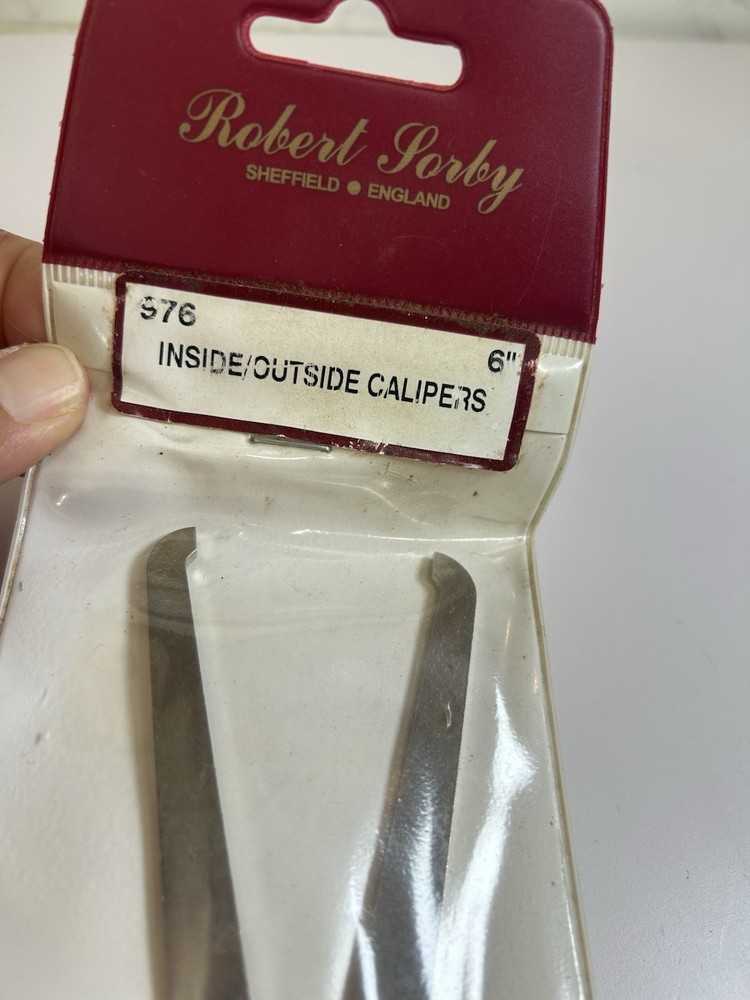 Robert Sorby
SHEFFIELD ● ENGLAND
976
6"
INSIDE/OUTSIDE CALIPERS